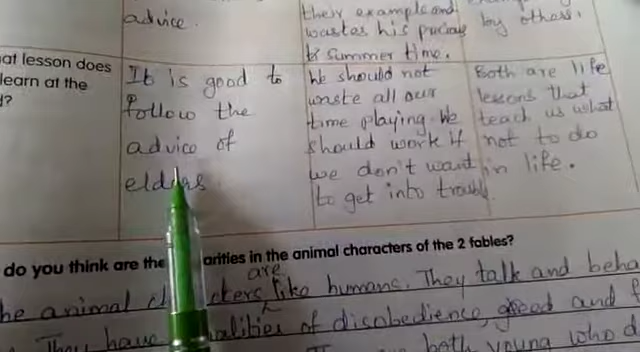 advice.
their example and
wastes his precious
summer time.
by others.
at lesson does
learn at the
d?
It is good to
follow the
advice of
elders
We should not
waste all our
time playing. We
should work if
we don't want
to get into trouble
Both are life
lessons that
teach us what
not to do
in life.
do you think are the arities in the animal characters of the 2 fables?
he animal ch cters are like humans. They talk and beha
They have alities of disobedience, greed and f
both young who d